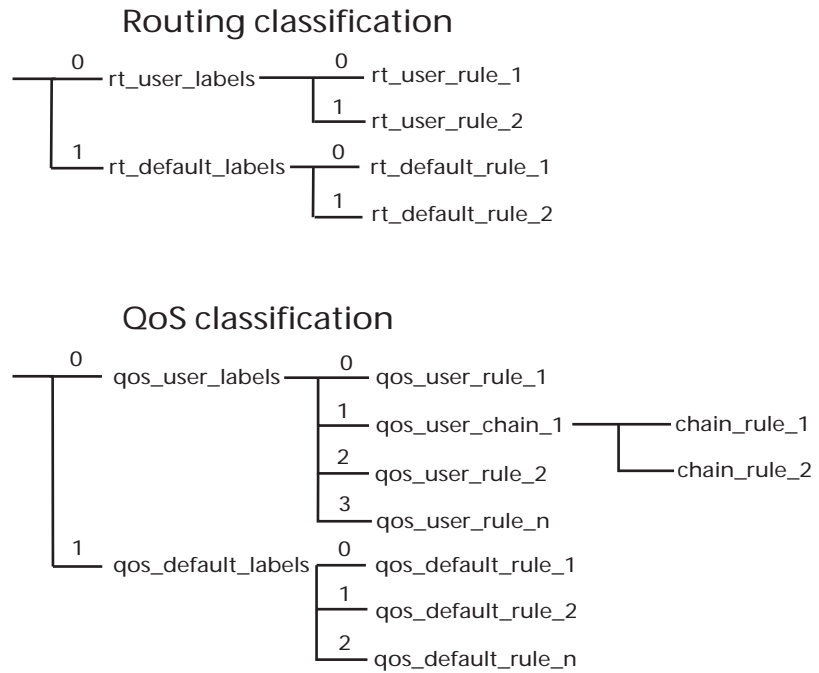 Routing classification
0
rt_user_labels
0
rt_user_rule_1
1
rt_user_rule_2
1
rt_default_labels
0
rt_default_rule_1
1
rt_default_rule_2
QoS classification
0
qos_user_labels
0
qos_user_rule_1
1
qos_user_chain_1
chain_rule_1
chain_rule_2
2
qos_user_rule_2
3
qos_user_rule_n
1
qos_default_labels
0
qos_default_rule_1
1
qos_default_rule_2
2
qos_default_rule_n